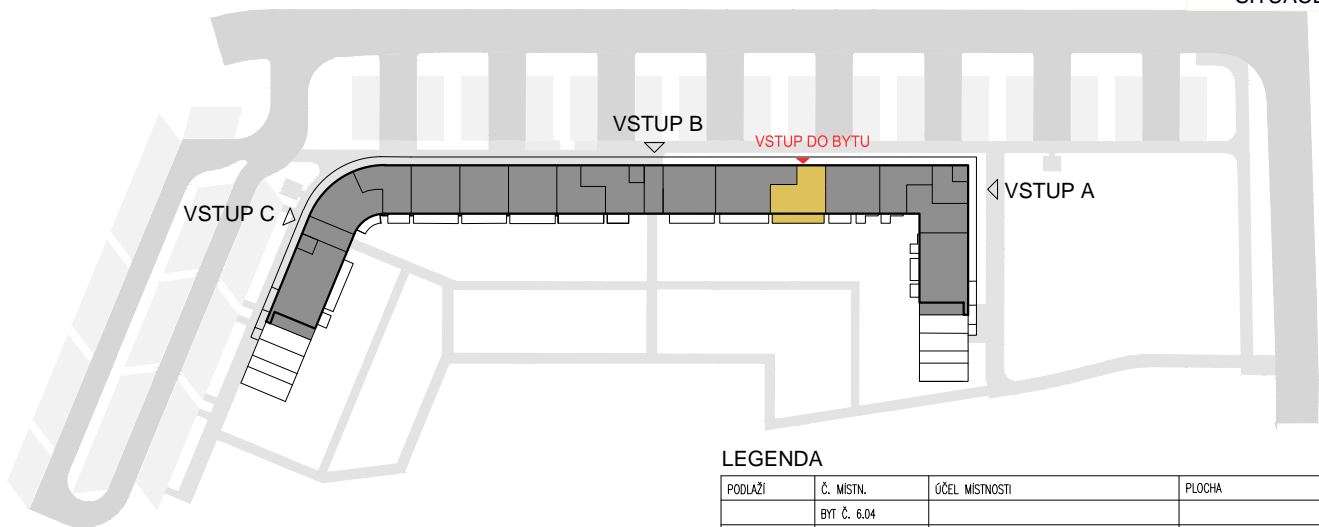 VSTUP B
VSTUP DO BYTU
VSTUP A
VSTUP C
LEGENDA
PODLAŽÍ Č. MÍSTN. ÚČEL MÍSTNOSTI PLOCHA
BYT Č. 6.04